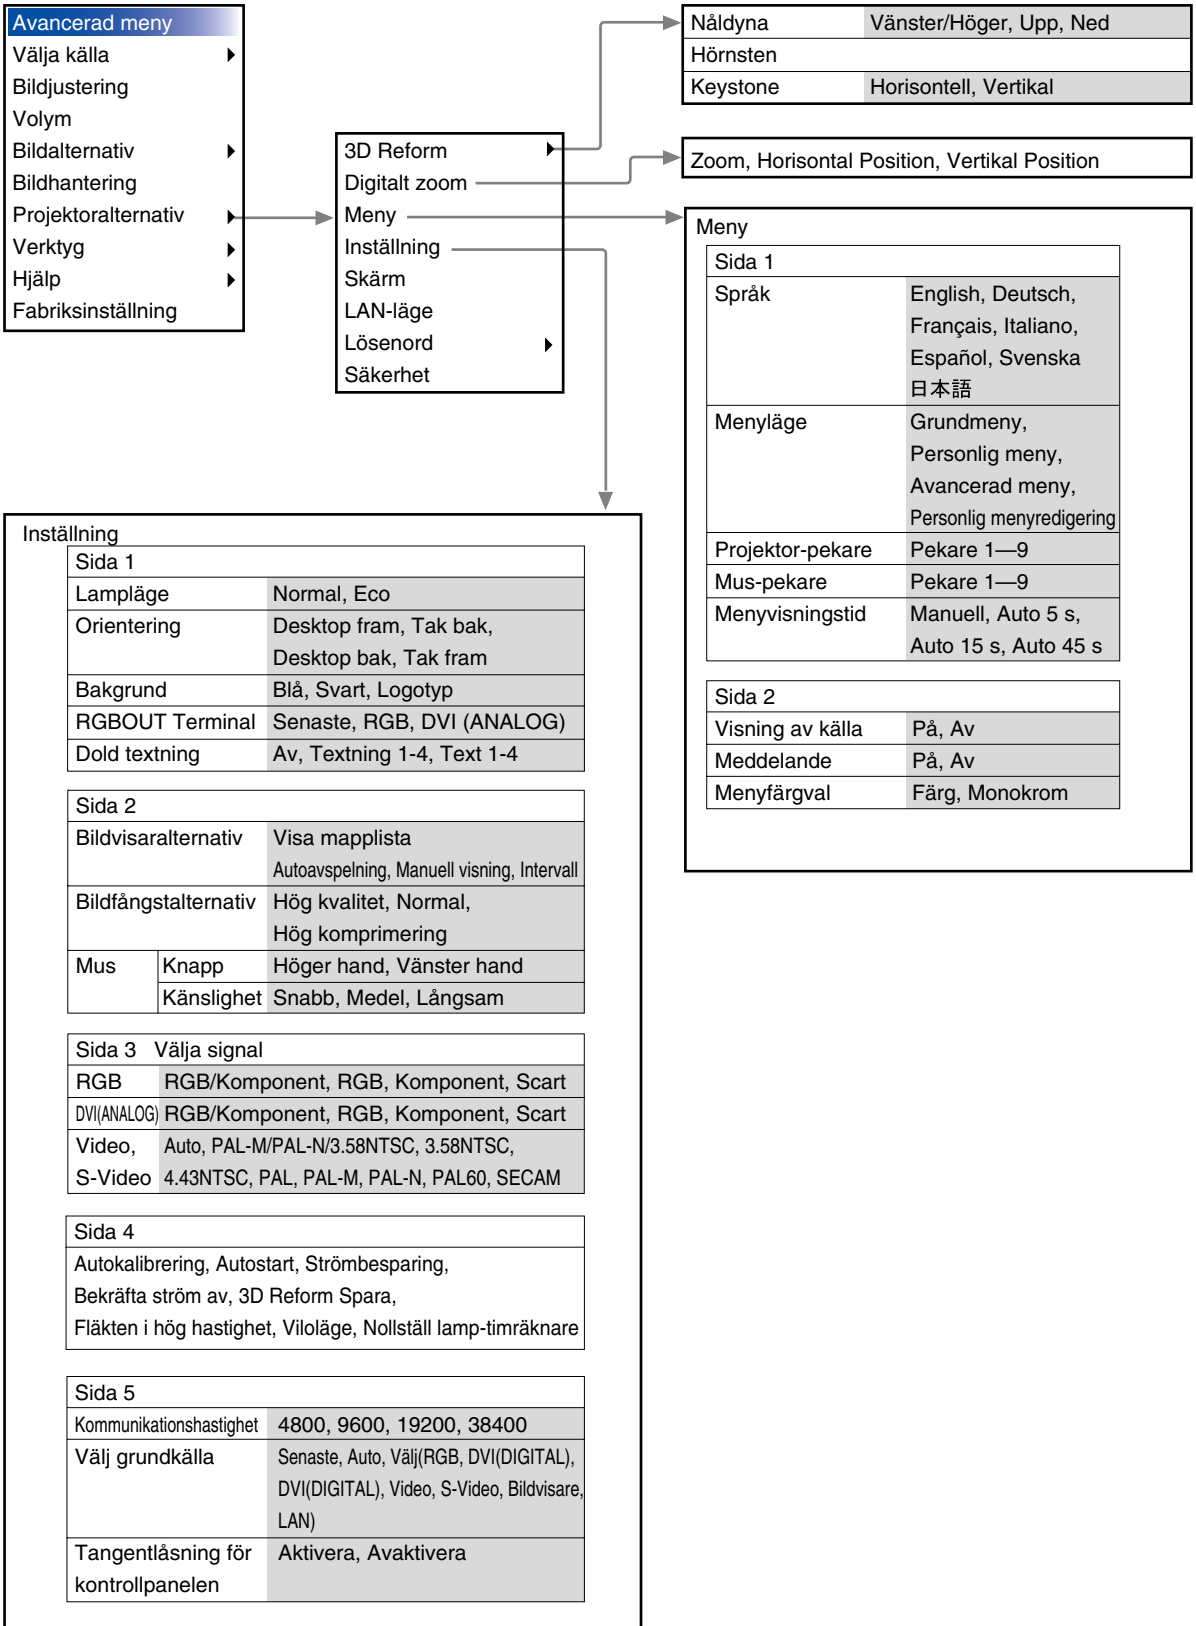 Avancerad meny
Välja källa
Bildjustering
Volym
Bildalternativ
Bildhantering
Projektoralternativ
Verktyg
Hjälp
Fabriksinställning
3D Reform
Digitalt zoom
Meny
Inställning
Skärm
LAN-läge
Lösenord
Säkerhet
Nåldyna Vänster/Höger, Upp, Ned
Hörnsten
Keystone Horisontell, Vertikal
Zoom, Horisontal Position, Vertikal Position
Meny
Sida 1
Språk English, Deutsch,
Français, Italiano,
Español, Svenska
日本語
Menyläge Grundmeny,
Personlig meny,
Avancerad meny,
Personlig menyredigering
Projektor-pekare Pekare 1—9
Mus-pekare Pekare 1—9
Menyvisningstid Manuell, Auto 5 s,
Auto 15 s, Auto 45 s
Sida 2
Visning av källa På, Av
Meddelande På, Av
Menyfärgval Färg, Monokrom
Inställning
Sida 1
Lampläge Normal, Eco
Orientering Desktop fram, Tak bak,
Desktop bak, Tak fram
Bakgrund Blå, Svart, Logotyp
RGBOUT Terminal Senaste, RGB, DVI (ANALOG)
Dold textning Av, Textning 1-4, Text 1-4
Sida 2
Bildvisaralternativ Visa mapplista
Autoavspelning, Manuell visning, Intervall
Bildfångstalternativ Hög kvalitet, Normal,
Hög komprimering
Mus Knapp Höger hand, Vänster hand
Känslighet Snabb, Medel, Långsam
Sida 3 Välja signal
RGB RGB/Komponent, RGB, Komponent, Scart
DVI(ANALOG) RGB/Komponent, RGB, Komponent, Scart
Video, Auto, PAL-M/PAL-N/3.58NTSC, 3.58NTSC,
S-Video 4.43NTSC, PAL, PAL-M, PAL-N, PAL60, SECAM
Sida 4
Autokalibrering, Autostart, Strömbesparing,
Bekräfta ström av, 3D Reform Spara,
Fläkten i hög hastighet, Viloläge, Nollställ lamp-timräknare
Sida 5
Kommunikationshastighet 4800, 9600, 19200, 38400
Välj grundkälla Senaste, Auto, Välj(RGB, DVI(DIGITAL),
DVI(DIGITAL), Video, S-Video, Bildvisare,
LAN)
Tangentlåsning för Aktivera, Avaktivera
kontrollpanelen